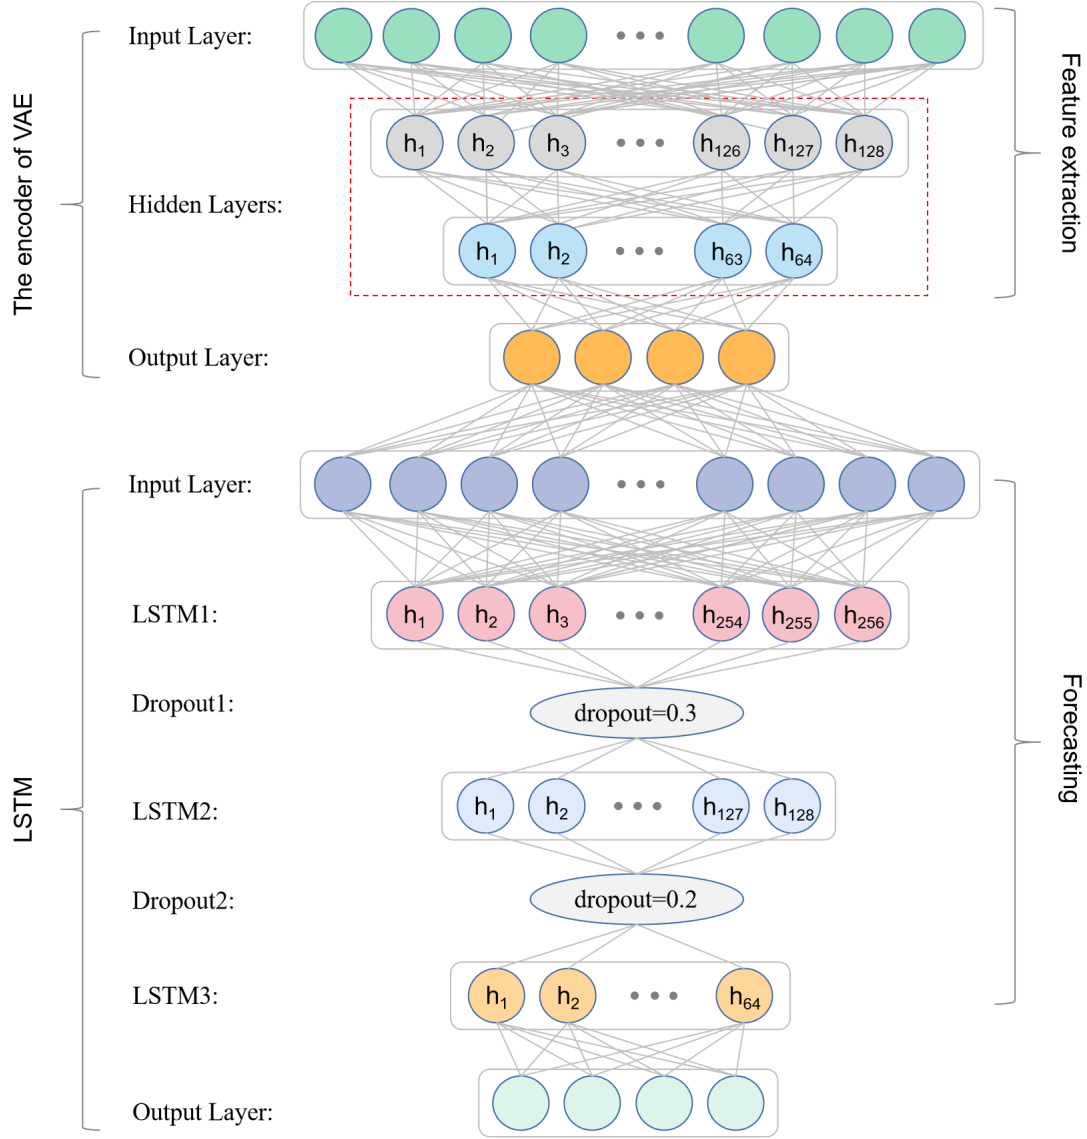 Input Layer:
The encoder of VAE
Feature extraction
h1 h2 h3 ••• h126 h127 h128
Hidden Layers:
h1 h2 ••• h63 h64
Output Layer:
Input Layer:
LSTM1:
h1 h2 h3 ••• h254 h255 h256
Dropout1:
dropout=0.3
LSTM
Forecasting
LSTM2:
h1 h2 ••• h127 h128
Dropout2:
dropout=0.2
LSTM3:
h1 h2 ••• h64
Output Layer: